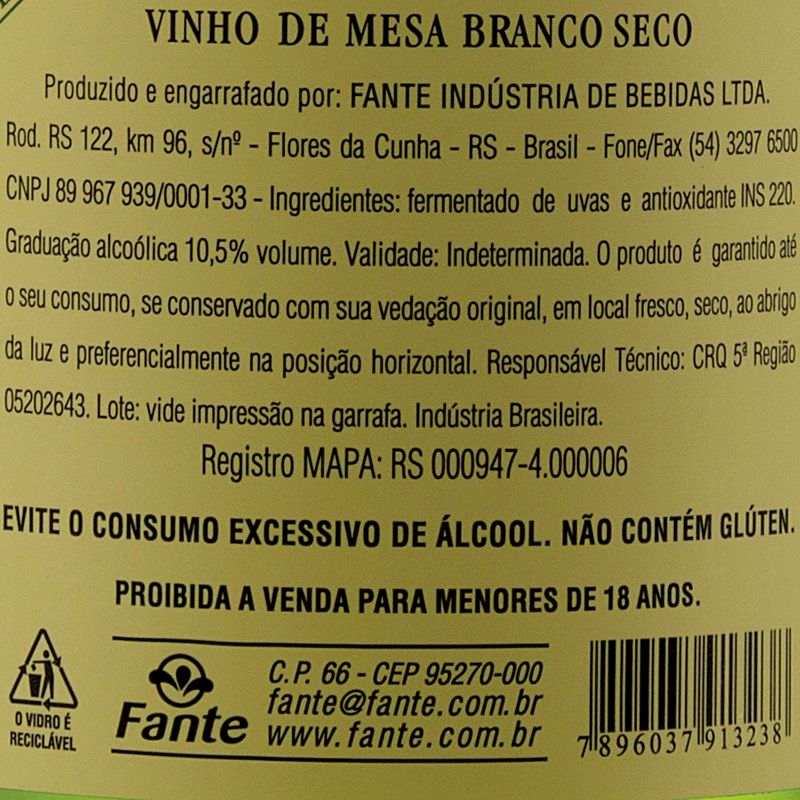 VINHO DE MESA BRANCO SECO
Produzido e engarrafado por: FANTE INDÚSTRIA DE BEBIDAS LTDA.
Rod. RS 122, km 96, s/nº - Flores da Cunha - RS - Brasil - Fone/Fax (54) 3297 6500
CNPJ 89 967 939/0001-33 - Ingredientes: fermentado de uvas e antioxidante INS 220.
Graduação alcoólica 10,5% volume. Validade: Indeterminada. O produto é garantido até
o seu consumo, se conservado com sua vedação original, em local fresco, seco, ao abrigo
da luz e preferencialmente na posição horizontal. Responsável Técnico: CRQ 5ª Região
05202643. Lote: vide impressão na garrafa. Indústria Brasileira.
Registro MAPA: RS 000947-4.000006
EVITE O CONSUMO EXCESSIVO DE ÁLCOOL. NÃO CONTÉM GLÚTEN.
PROIBIDA A VENDA PARA MENORES DE 18 ANOS.
O VIDRO É
RECICLÁVEL
Fante
C.P. 66 - CEP 95270-000
fante@fante.com.br
www.fante.com.br
7 896037 913238